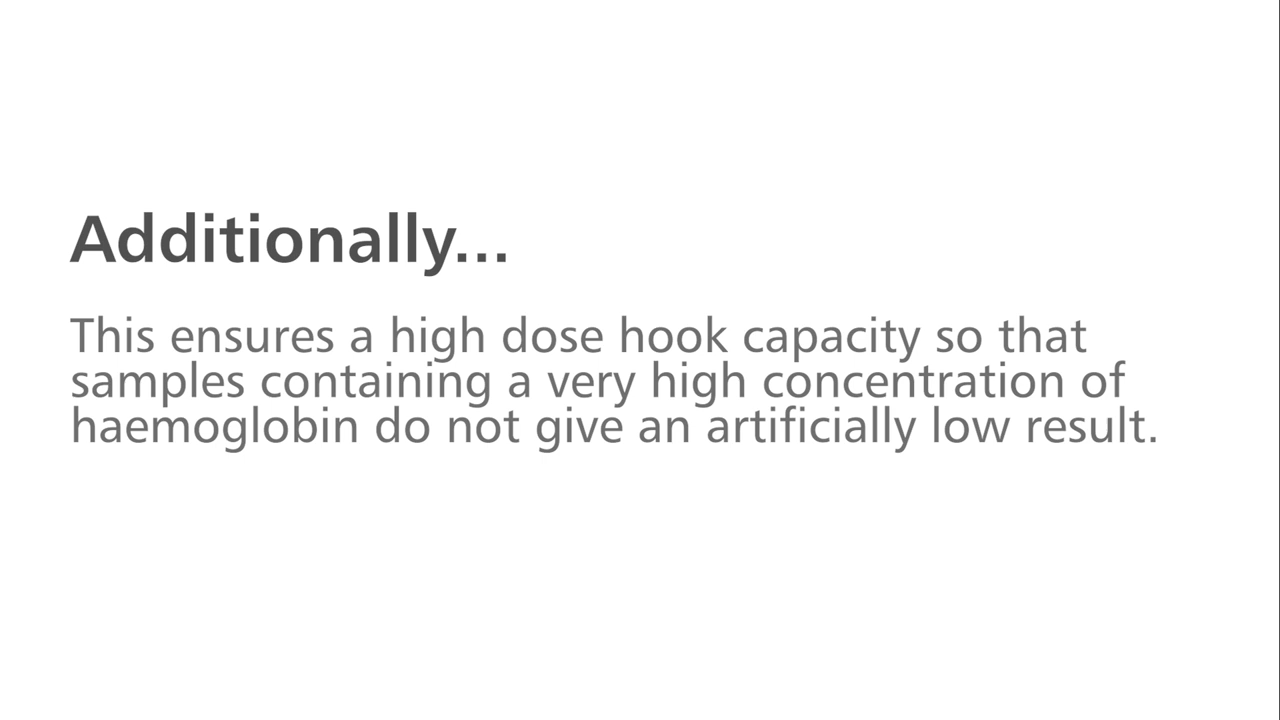 Additionally...
This ensures a high dose hook capacity so that
samples containing a very high concentration of
haemoglobin do not give an artificially low result.